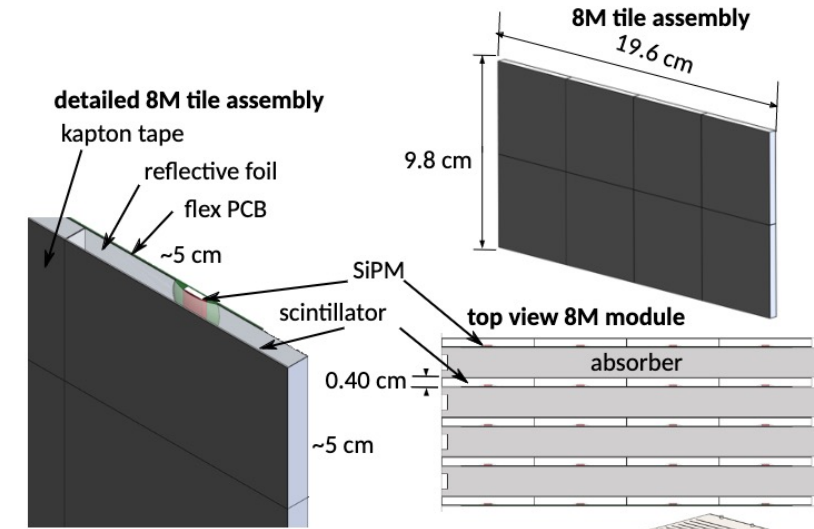 8M tile assembly
19.6 cm
9.8 cm
detailed 8M tile assembly
kapton tape
reflective foil
flex PCB
~5 cm
SiPM
scintillator
~5 cm
top view 8M module
absorber
0.40 cm